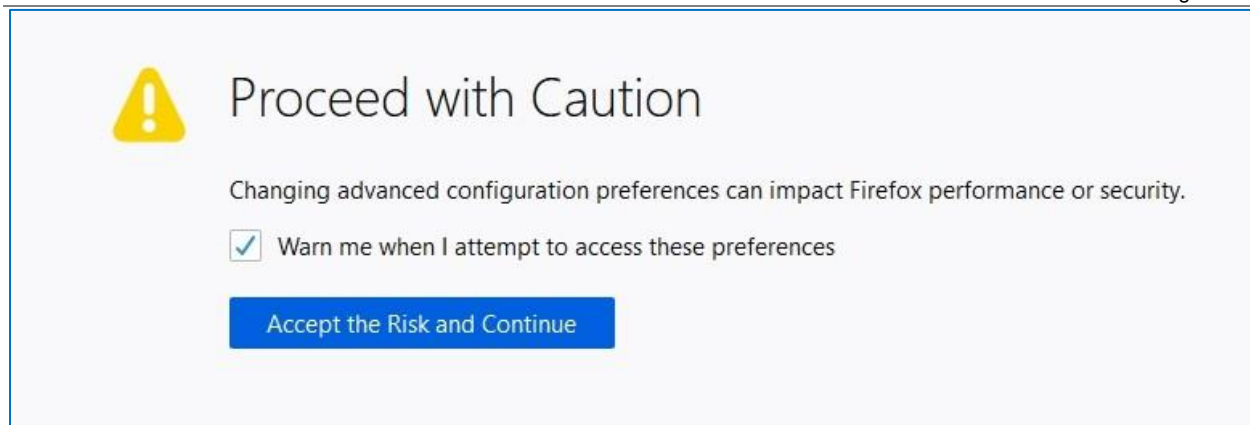 Proceed with Caution
Changing advanced configuration preferences can impact Firefox performance or security.
Warn me when I attempt to access these preferences
Accept the Risk and Continue